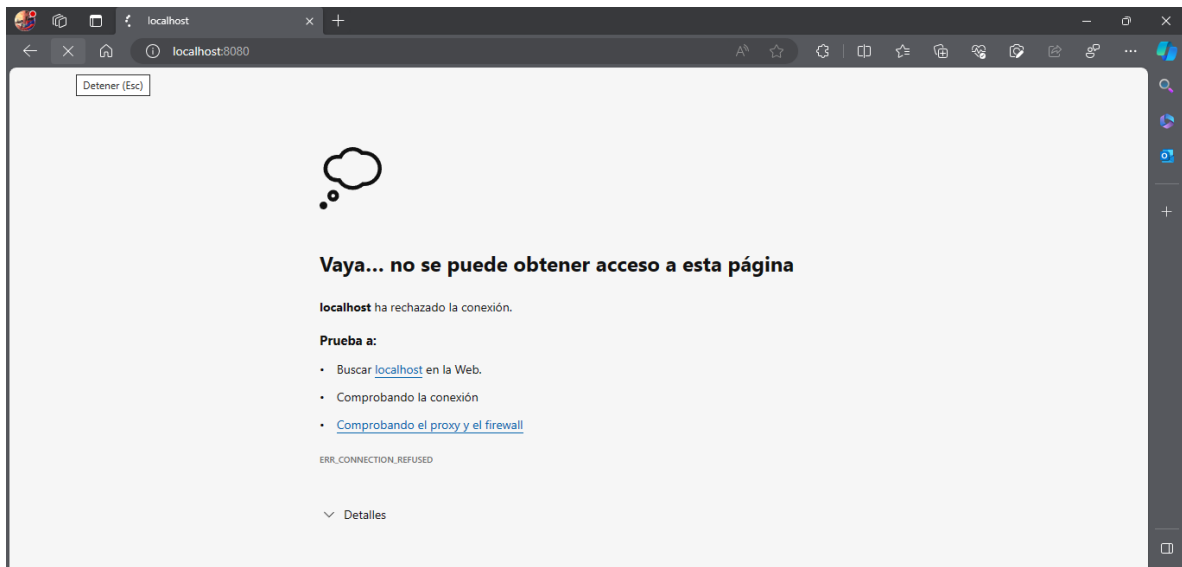 localhost
localhost:8080
Detener (Esc)
Vaya... no se puede obtener acceso a esta página
localhost ha rechazado la conexión.
Prueba a:
• Buscar localhost en la Web.
• Comprobando la conexión
• Comprobando el proxy y el firewall
ERR_CONNECTION_REFUSED
Detalles